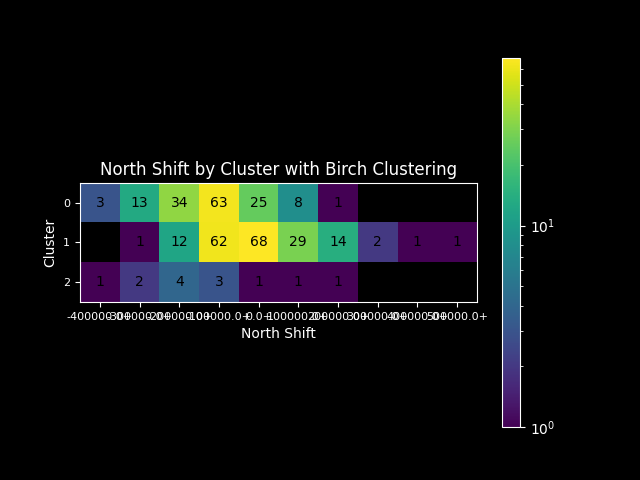 North Shift by Cluster with Birch Clustering
0 3 13 34 63 25 8 1
1 1 12 62 68 29 14 2 1 1
2 1 2 4 3 1 1 1
Cluster
North Shift
10^1
10^0